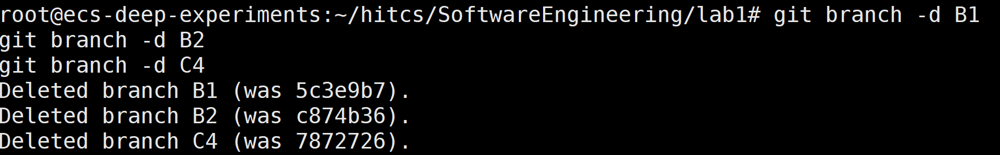 root@ecs-deep-experiments:~/hitcs/SoftwareEngineering/lab1# git branch -d B1
git branch -d B2
git branch -d C4
Deleted branch B1 (was 5c3e9b7).
Deleted branch B2 (was c874b36).
Deleted branch C4 (was 7872726).